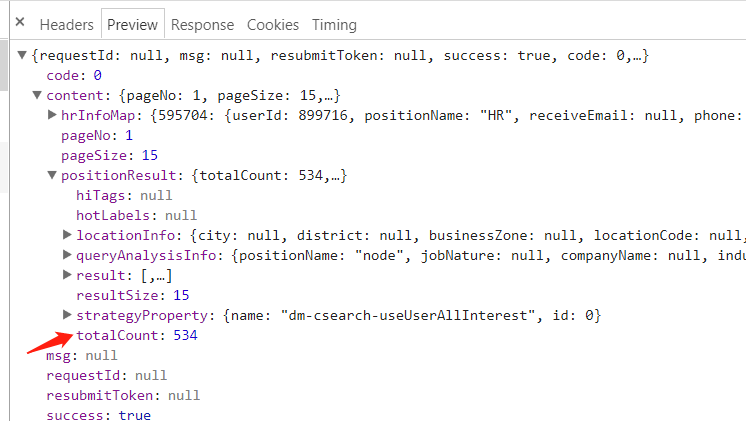 × Headers Preview Response Cookies Timing
▼{requestId: null, msg: null, resubmitToken: null, success: true, code: 0,…}
code: 0
▼content: {pageNo: 1, pageSize: 15,…}
▶hrInfoMap: {595704: {userId: 899716, positionName: "HR", receiveEmail: null, phone:
pageNo: 1
pageSize: 15
▼positionResult: {totalCount: 534,…}
hiTags: null
hotLabels: null
▶locationInfo: {city: null, district: null, businessZone: null, locationCode: null,
▶queryAnalysisInfo: {positionName: "node", jobNature: null, companyName: null, indu
▶result: [,…]
resultSize: 15
▶strategyProperty: {name: "dm-csearch-useUserAllInterest", id: 0}
totalCount: 534
msg: null
requestId: null
resubmitToken: null
success: true